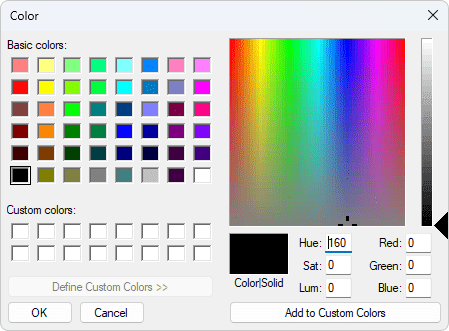 Color
Basic colors:
Custom colors:
Define Custom Colors >>
OK
Cancel
Color|Solid
Hue: 160
Sat: 0
Lum: 0
Red: 0
Green: 0
Blue: 0
Add to Custom Colors